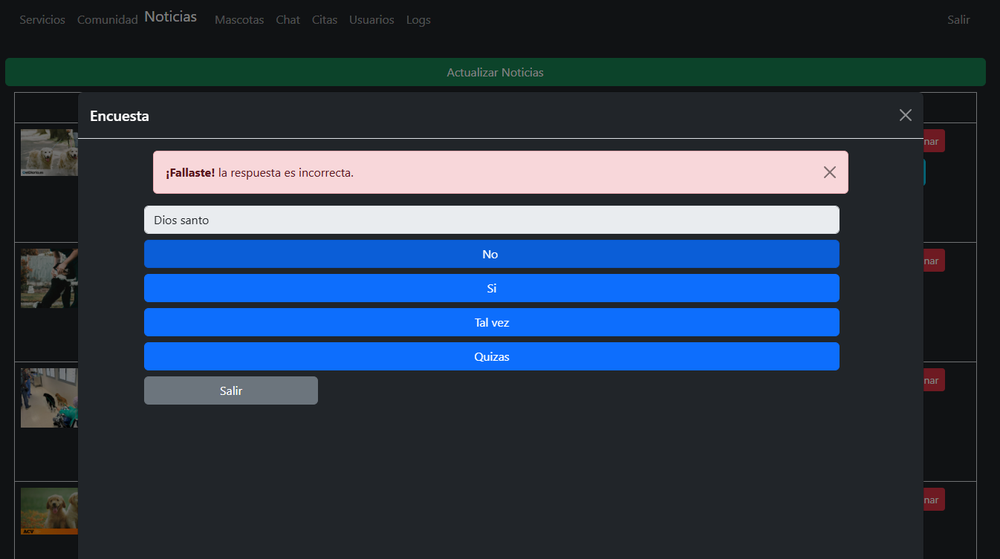 Servicios Comunidad Noticias Mascotas Chat Citas Usuarios Logs Salir
Actualizar Noticias
Encuesta
¡Fallaste! la respuesta es incorrecta.
Dios santo
No
Si
Tal vez
Quizas
Salir
nar
nar
nar
nar
ACV